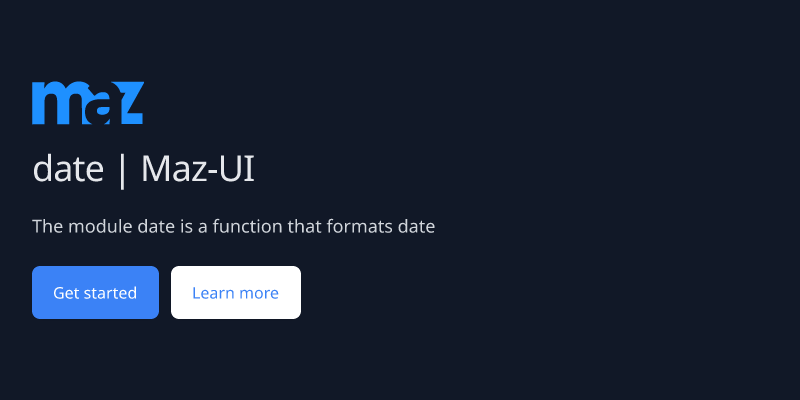 maz
date | Maz-UI
The module date is a function that formats date
Get started
Learn more